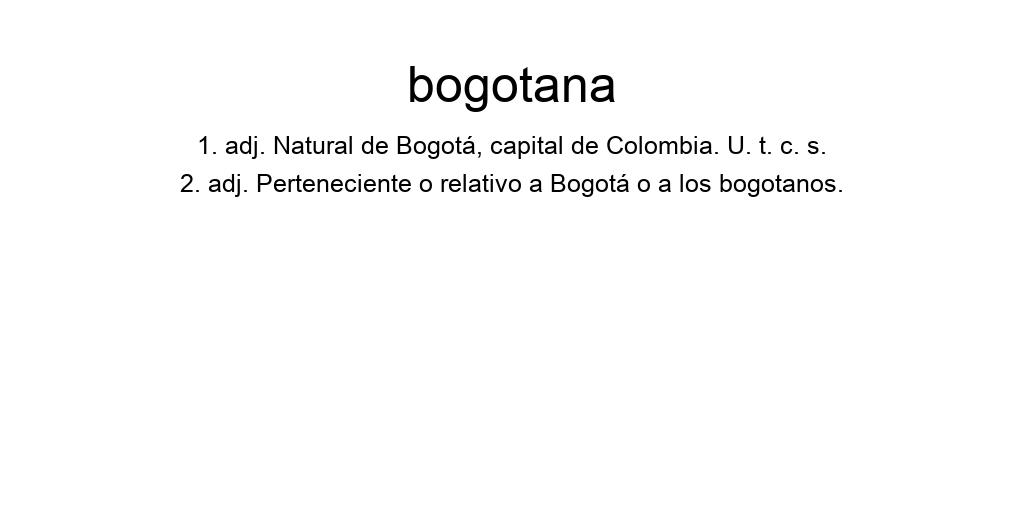 bogotana
1. adj. Natural de Bogotá, capital de Colombia. U. t. c. s.
2. adj. Perteneciente o relativo a Bogotá o a los bogotanos.